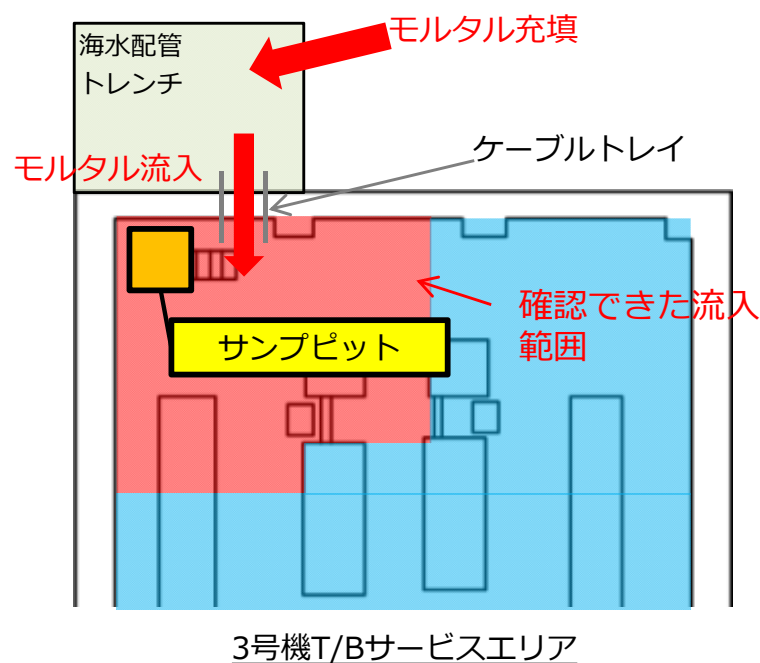 海水配管
トレンチ
モルタル充填
モルタル流入
ケーブルトレイ
確認できた流入
範囲
サンプピット
3号機T/Bサービスエリア